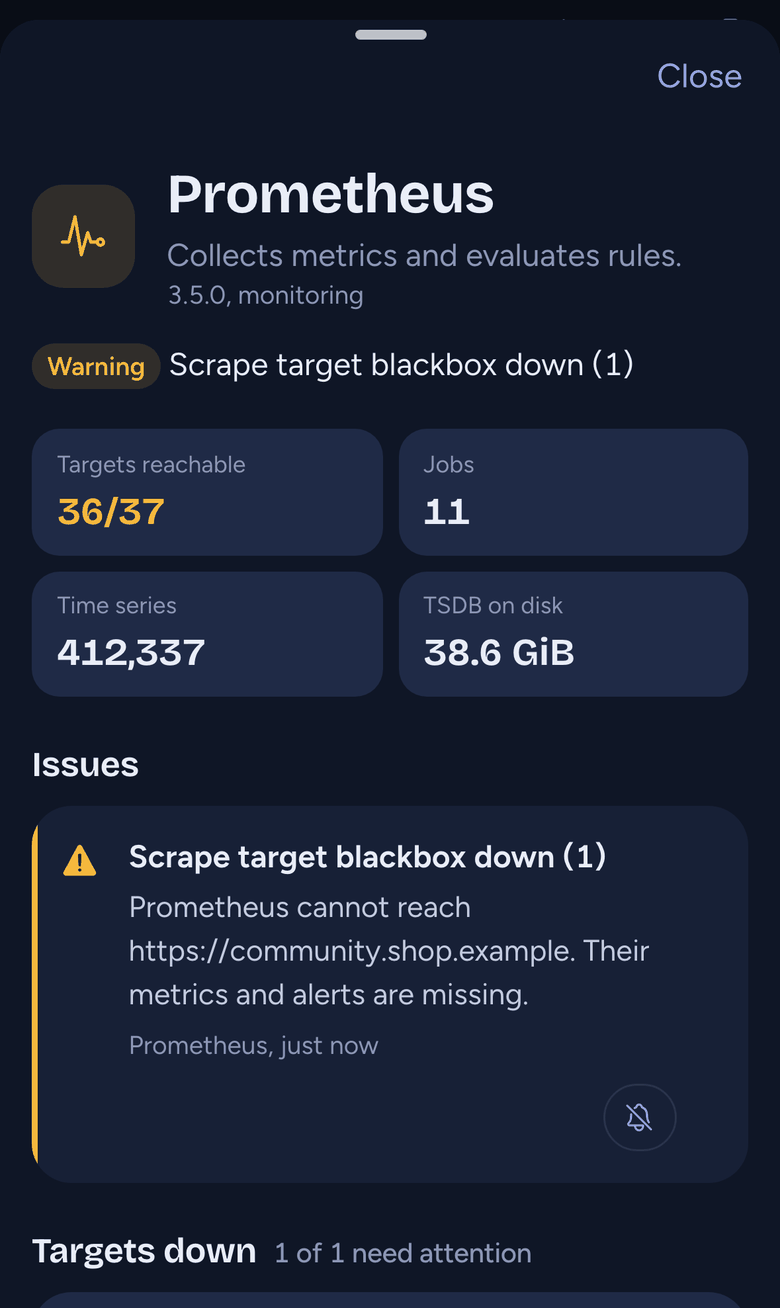 Close
Prometheus
Collects metrics and evaluates rules.
3.5.0, monitoring
Warning Scrape target blackbox down (1)
Targets reachable
36/37
Jobs
11
Time series
412,337
TSDB on disk
38.6 GiB
Issues
Scrape target blackbox down (1)
Prometheus cannot reach
https://community.shop.example. Their
metrics and alerts are missing.
Prometheus, just now
Targets down 1 of 1 need attention